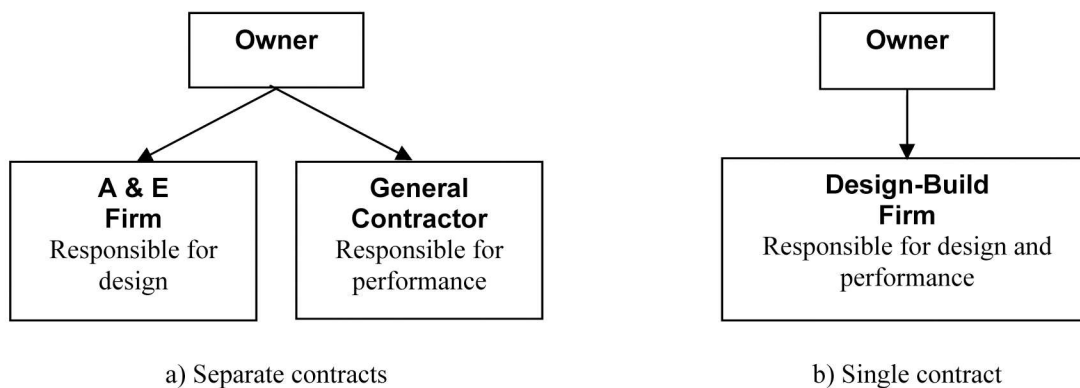 Owner
A & E
Firm
Responsible for
design
General
Contractor
Responsible for
performance
a) Separate contracts
Owner
Design-Build
Firm
Responsible for design and
performance
b) Single contract